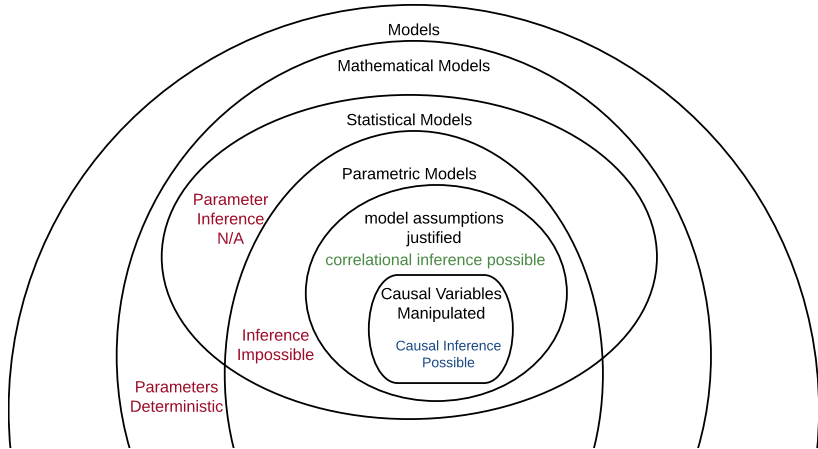 Models
Mathematical Models
Statistical Models
Parametric Models
Parameter
Inference
N/A
model assumptions
justified
correlational inference possible
Causal Variables
Manipulated
Inference
Impossible
Causal Inference
Possible
Parameters
Deterministic